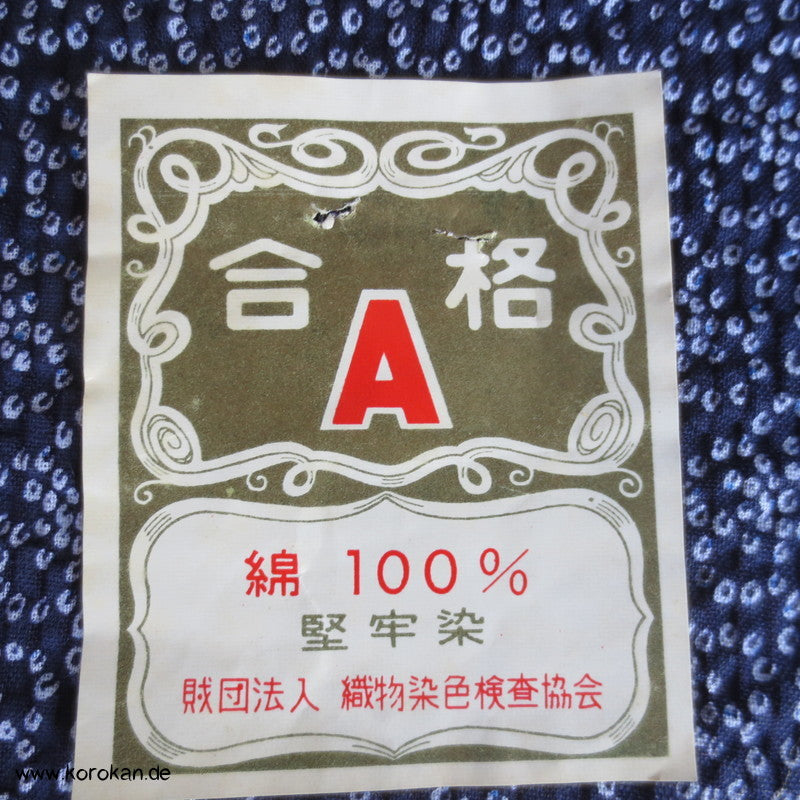 合格
A
綿 100%
堅牢染
財団法人 織物染色検査協会
www.korokan.de